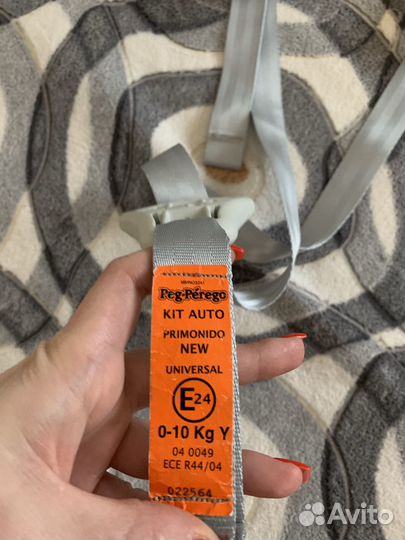 Peg-Pérego
KIT AUTO
PRIMONIDO
NEW
UNIVERSAL
E24
0-10 Kg Y
04 0049
ECE R44/04
022564
Avito